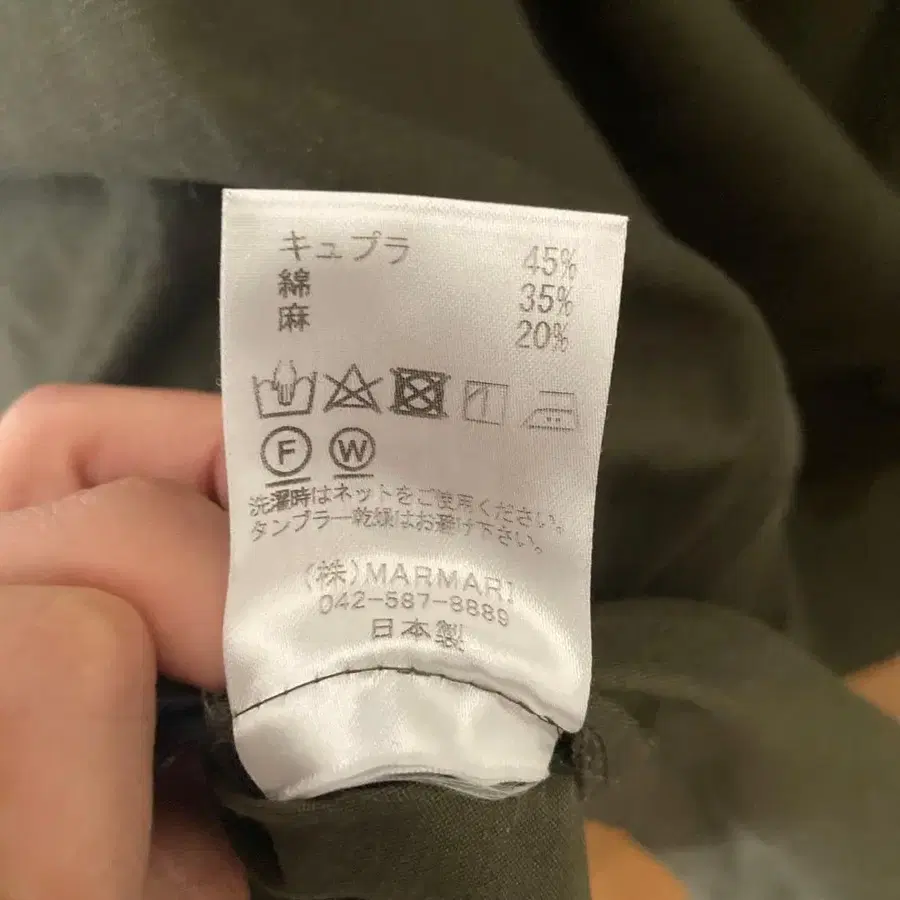 キュプラ 45%
綿 35%
麻 20%
F W
洗濯時はネットをご使用ください。
タンブラー乾燥はお避け下さい。
(株)MARMARI
042-587-8889
日本製